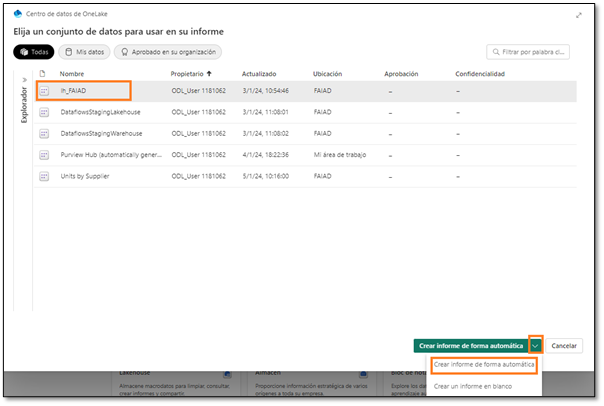 Centro de datos de OneLake
Elija un conjunto de datos para usar en su informe
Todas Mis datos Aprobado en su organización Filtrar por palabra cl...
Explorador
Nombre Propietario Actualizado Ubicación Aprobación Confidencialidad
lh_FAIAD ODL_User 1181062 3/1/24, 10:54:46 FAIAD – –
DataflowsStagingLakehouse ODL_User 1181062 3/1/24, 11:08:01 FAIAD – –
DataflowsStagingWarehouse ODL_User 1181062 3/1/24, 11:08:02 FAIAD – –
Purview Hub (automatically gener... ODL_User 1181062 4/1/24, 18:22:36 Mi área de trabajo – –
Units by Supplier ODL_User 1181062 5/1/24, 10:16:00 FAIAD – –
Crear informe de forma automática Cancelar
Crear informe de forma automática
Crear un informe en blanco
Lakehouse Almacén Bloc de
Almacene macrodatos para limpiar, consultar, Proporcione información estratégica de varios Explore los
crear informes y compartir. orígenes a toda su empresa. aprendizaje